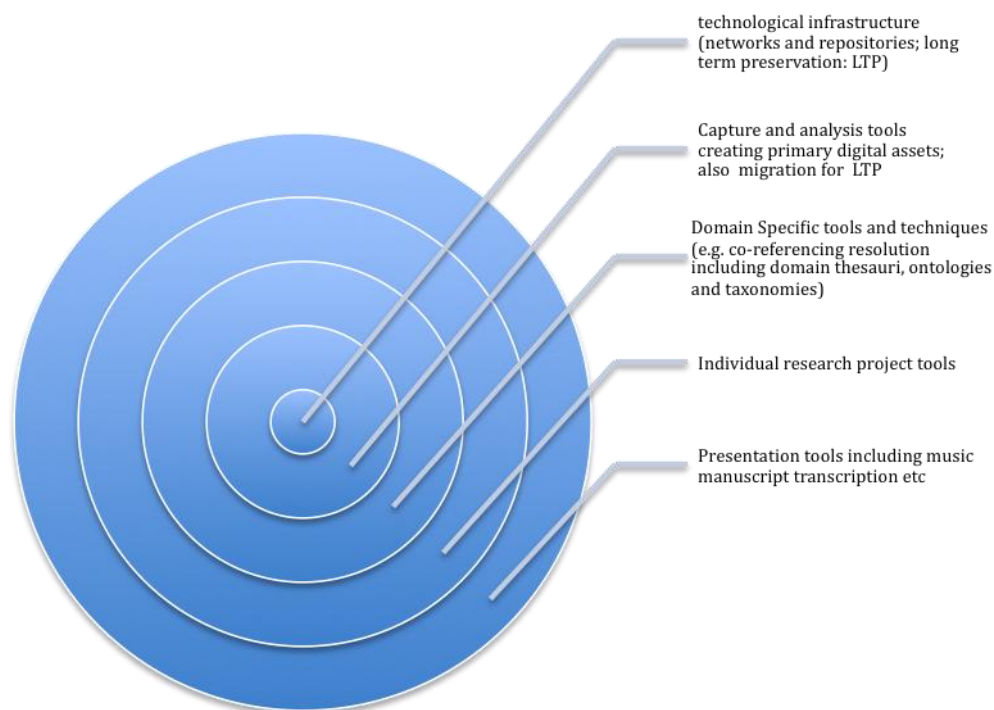 technological infrastructure
(networks and repositories; long
term preservation: LTP)
Capture and analysis tools
creating primary digital assets;
also migration for LTP
Domain Specific tools and techniques
(e.g. co-referencing resolution
including domain thesauri, ontologies
and taxonomies)
Individual research project tools
Presentation tools including music
manuscript transcription etc